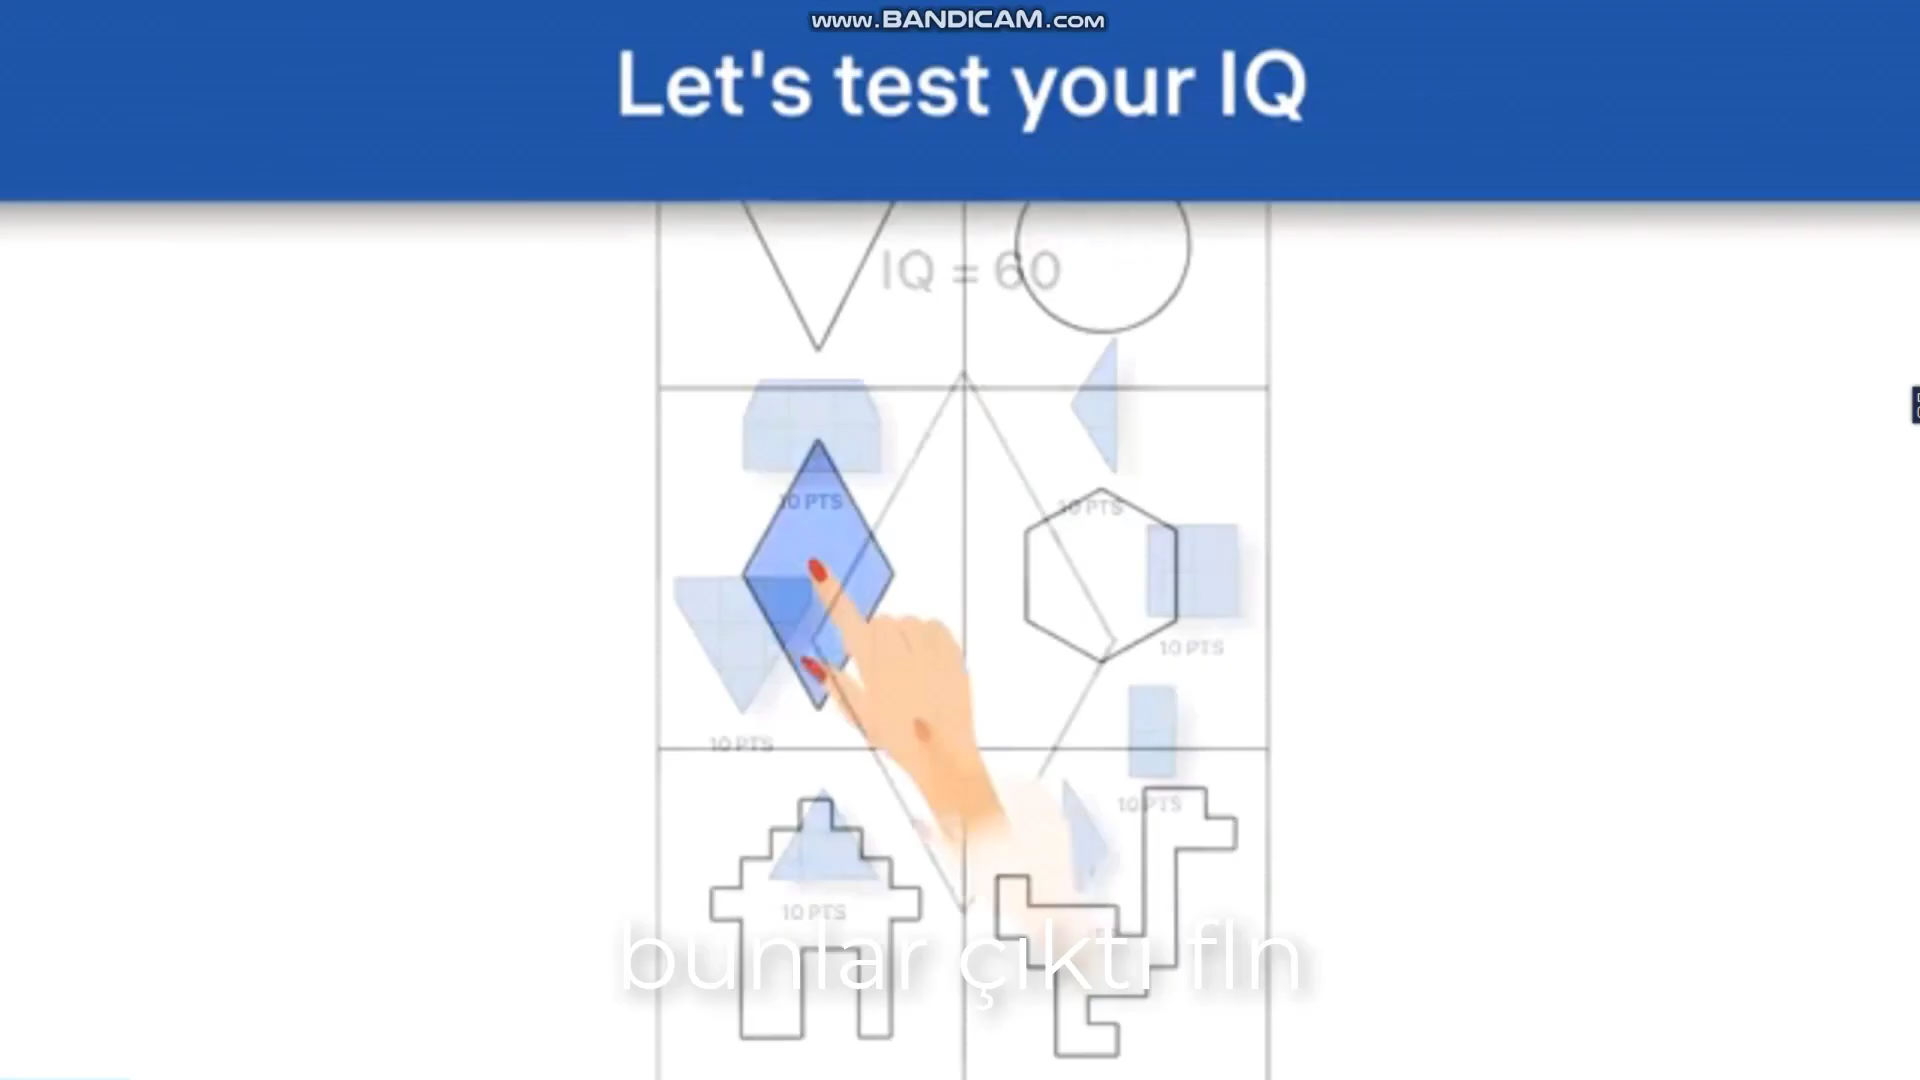 www.BANDICAM.com
Let's test your IQ
IQ = 60
10 PTS
10 PTS
10 PTS
10 PTS
10 PTS
10 PTS
bunlar çıktı fln